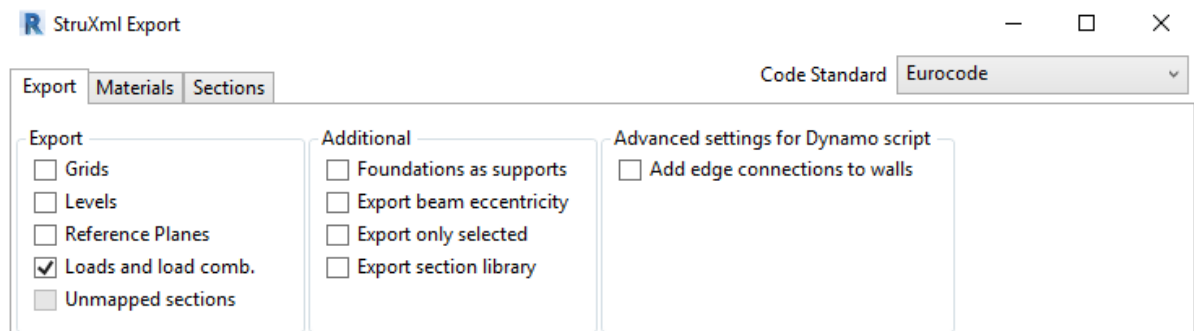 StruXml Export
Code Standard Eurocode
Export Materials Sections
Export
Grids
Levels
Reference Planes
Loads and load comb.
Unmapped sections
Additional
Foundations as supports
Export beam eccentricity
Export only selected
Export section library
Advanced settings for Dynamo script
Add edge connections to walls